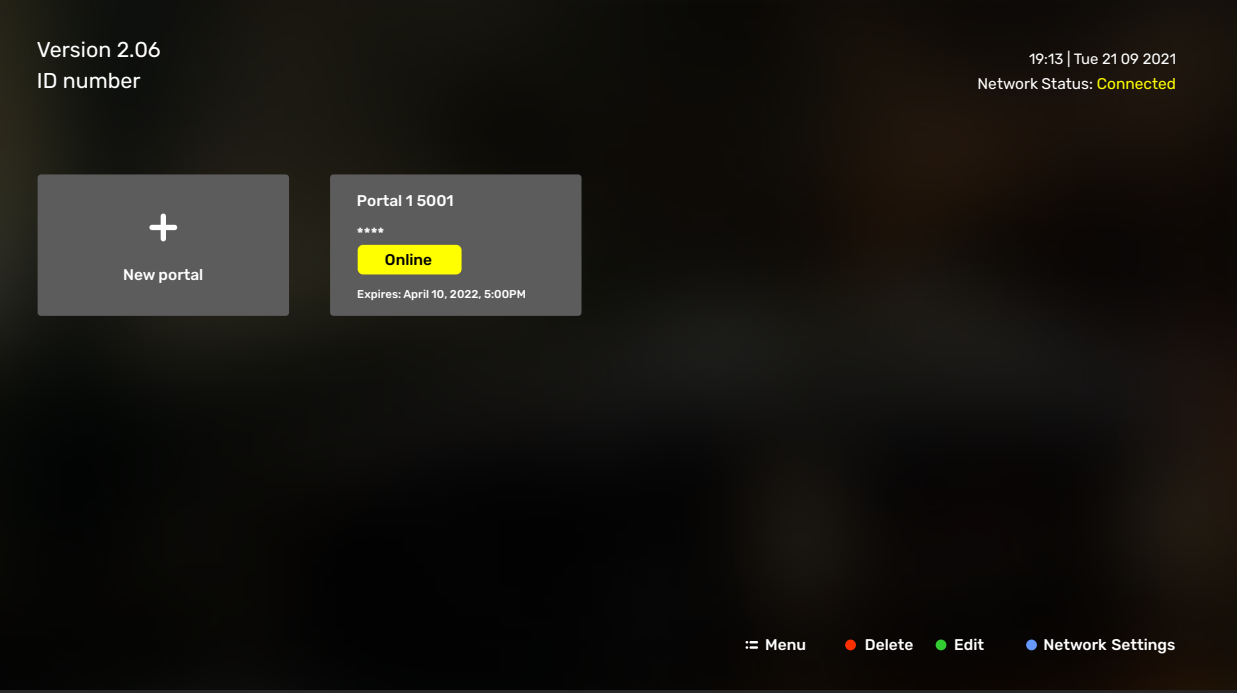 Version 2.06
ID number
19:13 | Tue 21 09 2021
Network Status: Connected
New portal
Portal 1 5001
****
Online
Expires: April 10, 2022, 5:00PM
Menu
Delete
Edit
Network Settings